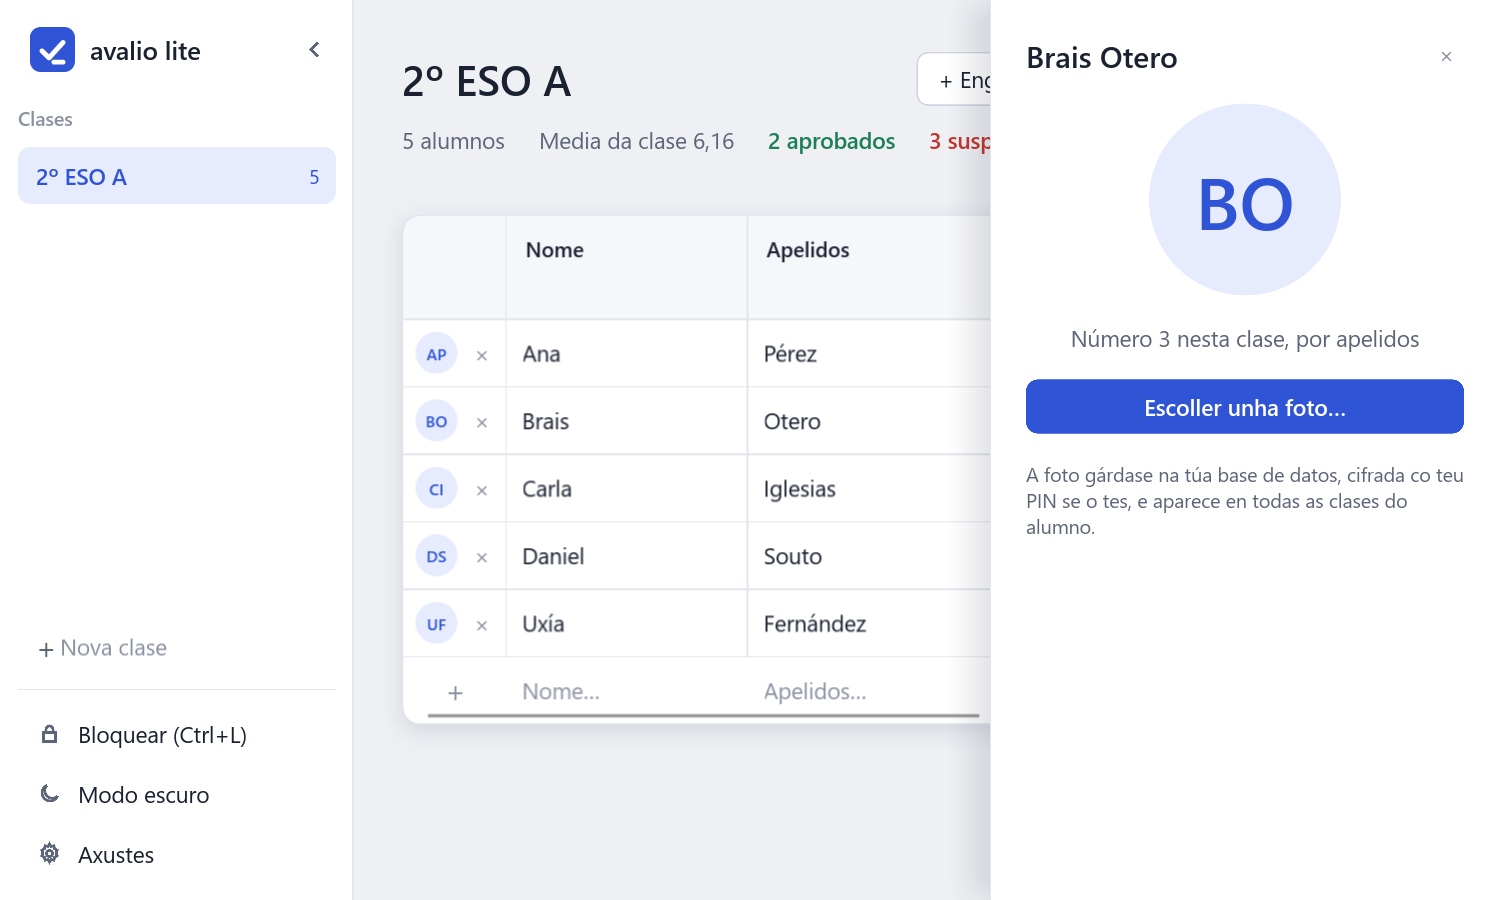 avalio lite
Clases
2º ESO A 5
+ Nova clase
Bloquear (Ctrl+L)
Modo escuro
Axustes
2º ESO A
5 alumnos Media da clase 6,16 2 aprobados 3 susp
+ Eng
Nome Apelidos
AP × Ana Pérez
BO × Brais Otero
CI × Carla Iglesias
DS × Daniel Souto
UF × Uxía Fernández
+ Nome... Apelidos...
Brais Otero ×
BO
Número 3 nesta clase, por apelidos
Escoller unha foto...
A foto gárdase na túa base de datos, cifrada co teu
PIN se o tes, e aparece en todas as clases do
alumno.